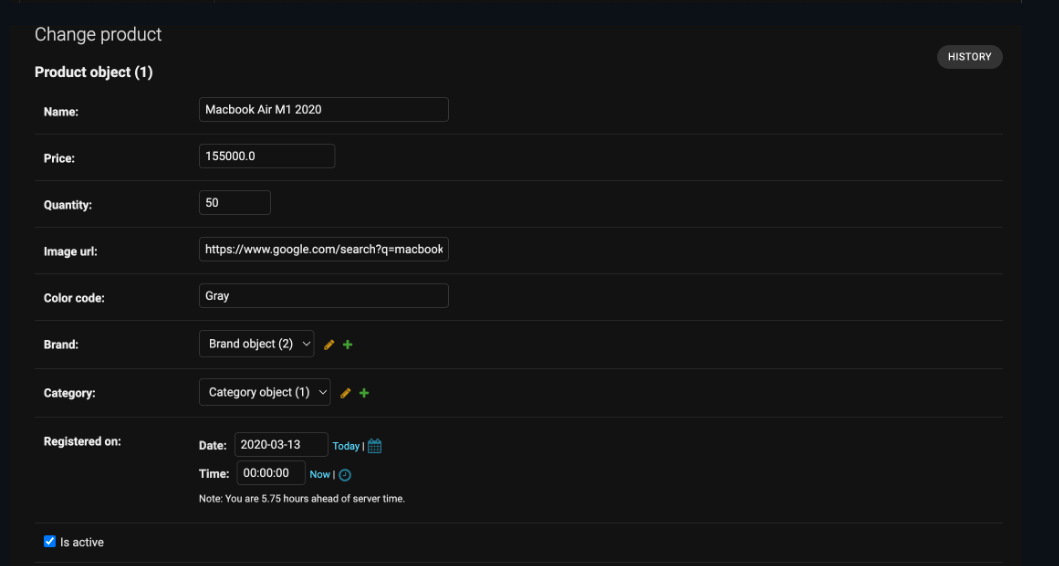 Change product
HISTORY
Product object (1)
Name: Macbook Air M1 2020
Price: 155000.0
Quantity: 50
Image url: https://www.google.com/search?q=macbook
Color code: Gray
Brand: Brand object (2)
Category: Category object (1)
Registered on:
Date: 2020-03-13 Today |
Time: 00:00:00 Now |
Note: You are 5.75 hours ahead of server time.
Is active